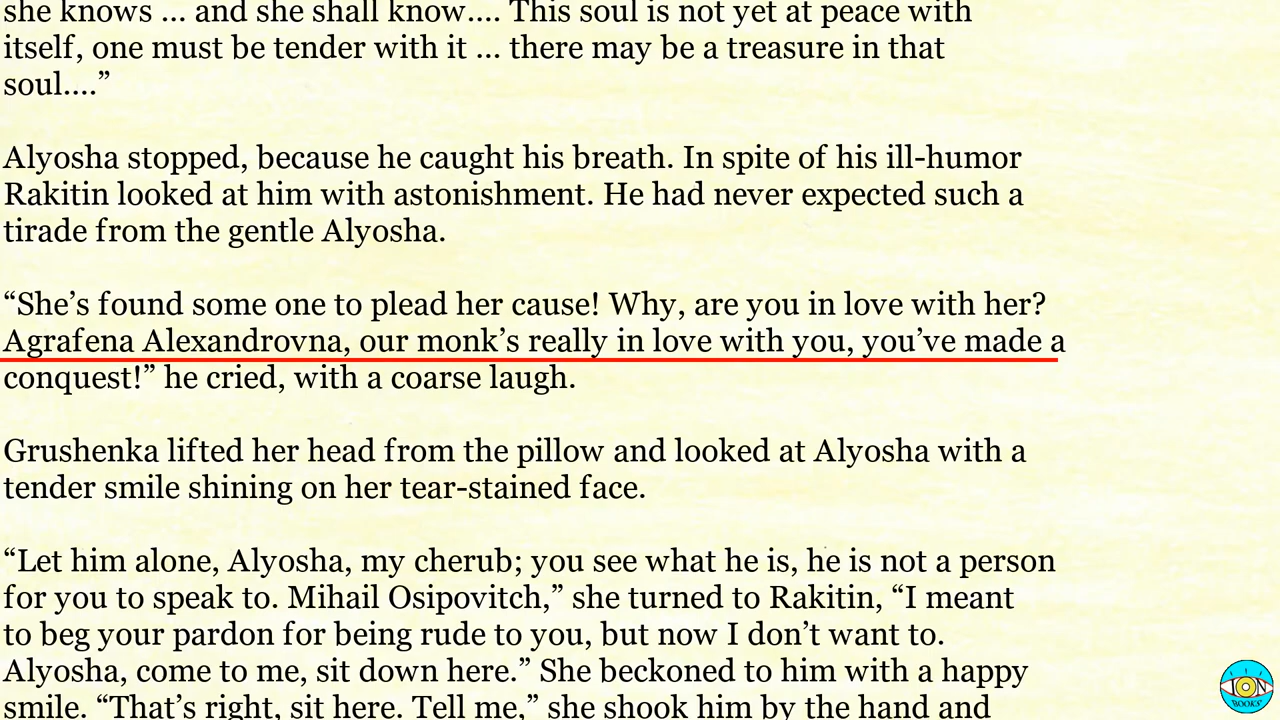 she knows ... and she shall know.... This soul is not yet at peace with
itself, one must be tender with it ... there may be a treasure in that
soul....”
Alyosha stopped, because he caught his breath. In spite of his ill-humor
Rakitin looked at him with astonishment. He had never expected such a
tirade from the gentle Alyosha.
“She’s found some one to plead her cause! Why, are you in love with her?
Agrafena Alexandrovna, our monk’s really in love with you, you’ve made a
conquest!” he cried, with a coarse laugh.
Grushenka lifted her head from the pillow and looked at Alyosha with a
tender smile shining on her tear-stained face.
“Let him alone, Alyosha, my cherub; you see what he is, he is not a person
for you to speak to. Mihail Osipovitch,” she turned to Rakitin, “I meant
to beg your pardon for being rude to you, but now I don’t want to.
Alyosha, come to me, sit down here.” She beckoned to him with a happy
smile. “That’s right, sit here. Tell me,” she shook him by the hand and
ION
BOOKS